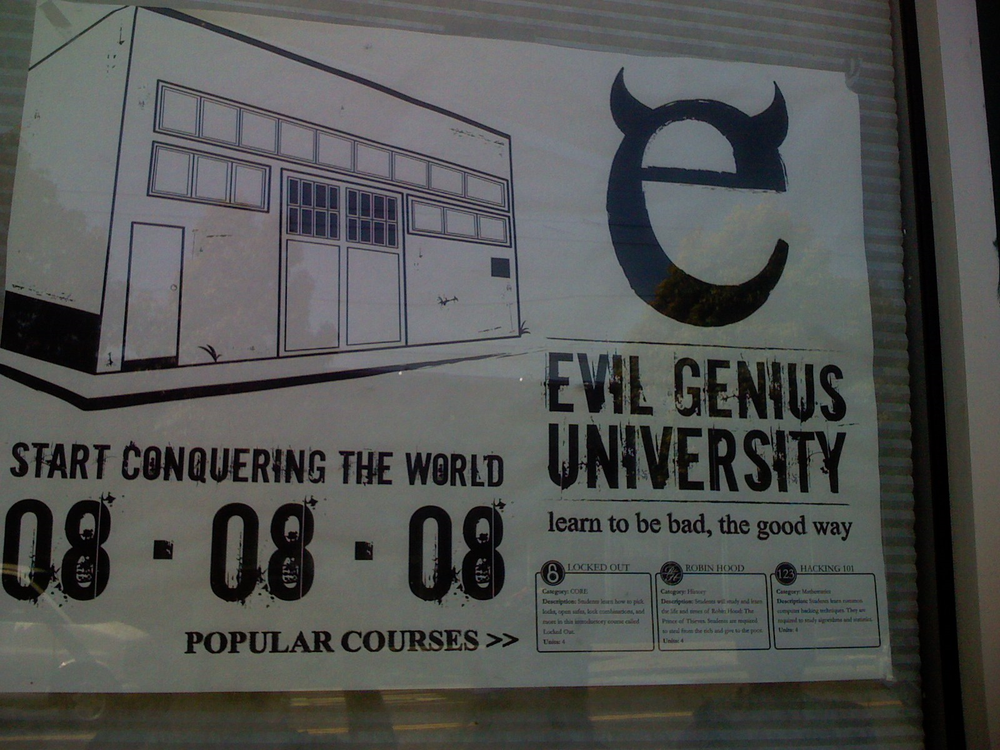 e
EVIL GENIUS
UNIVERSITY
learn to be bad, the good way
START CONQUERING THE WORLD
08 · 08 · 08
POPULAR COURSES >>
LOCKED OUT
Category: CORE
Description: Students learn how to pick
locks, open safes, lock combinations, and
more in this introductory course called
Locked Out.
Units: 4
ROBIN HOOD
Category: History
Description: Students will study and learn
the life and times of Robin Hood: The
Prince of Thieves. Students are required
to steal from the rich and give to the poor.
Units: 4
123
HACKING 101
Category: Mathematics
Description: Students learn common
computer hacking techniques. They are
required to study algorithms and statistics.
Units: 4